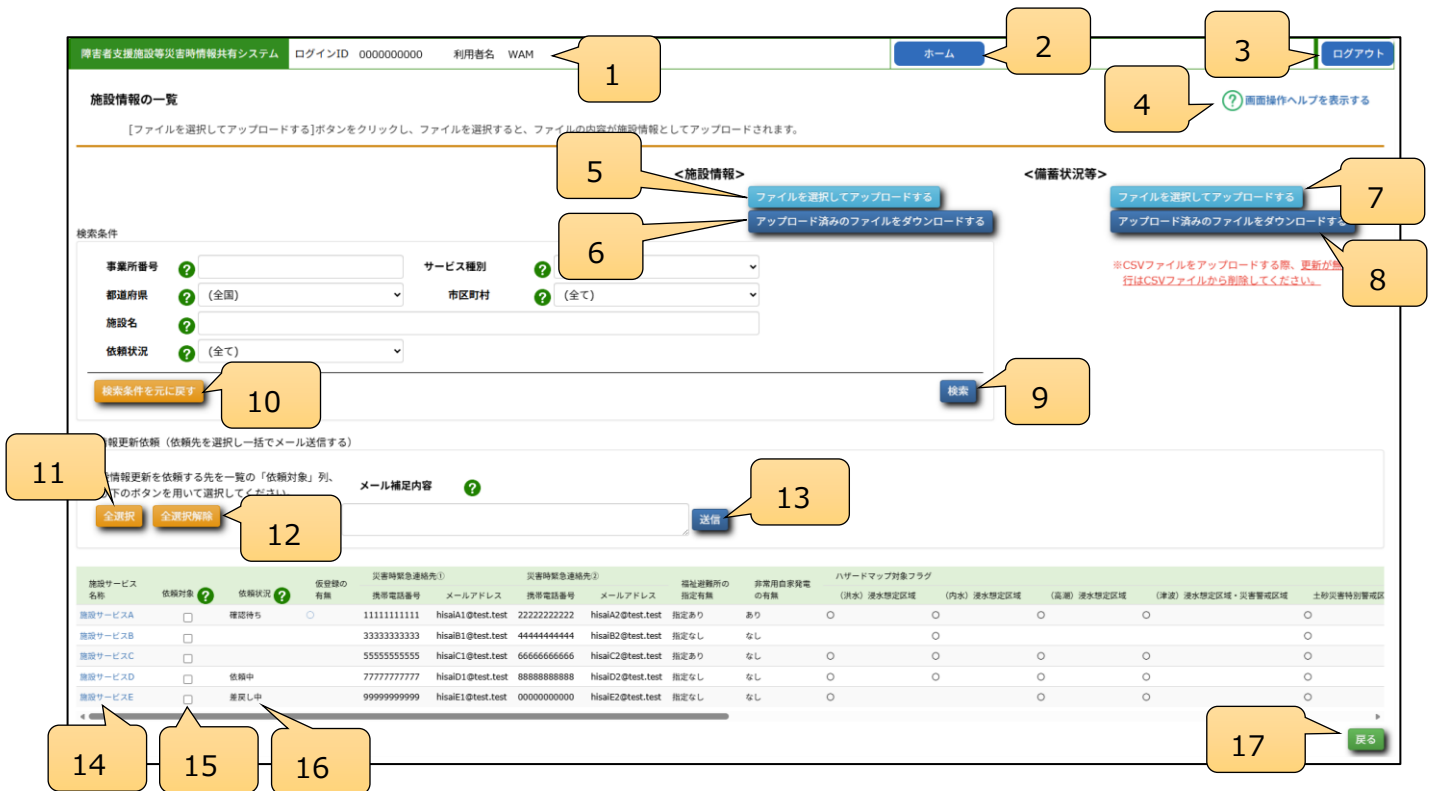 障害者支援施設等災害時情報共有システム ログインID 0000000000 利用者名 WAM ホーム ログアウト
1
2
3
施設情報の一覧
画面操作ヘルプを表示する
4
[ファイルを選択してアップロードする]ボタンをクリックし、ファイルを選択すると、ファイルの内容が施設情報としてアップロードされます。
<施設情報> <備蓄状況等>
5
ファイルを選択してアップロードする ファイルを選択してアップロードする
7
アップロード済みのファイルをダウンロードする アップロード済みのファイルをダウンロードする
6
8
検索条件
事業所番号 ? サービス種別 ?
※CSVファイルをアップロードする際、更新が
行はCSVファイルから削除してください。
都道府県 ? (全国) 市区町村 ? (全て)
施設名 ?
依頼状況 ? (全て)
検索条件を元に戻す 検索
10
9
報更新依頼(依頼先を選択し一括でメール送信する)
11
情報更新を依頼する先を一覧の「依頼対象」列、
下のボタンを用いて選択してください。
メール補足内容 ?
全選択 全選択解除 送信
12
13
施設サービス名称 依頼対象 ? 依頼状況 ? 仮登録の有無 災害時緊急連絡先① 災害時緊急連絡先② 福祉避難所の指定有無 非常用自家発電の有無 ハザードマップ対象フラグ
携帯電話番号 メールアドレス 携帯電話番号 メールアドレス (洪水)浸水想定区域 (内水)浸水想定区域 (高潮)浸水想定区域 (津波)浸水想定区域・災害警戒区域 土砂災害特別警戒区
施設サービスA 確認待ち ○ 11111111111 hisaiA1@test.test 22222222222 hisaiA2@test.test 指定あり あり ○ ○ ○ ○ ○
施設サービスB 33333333333 hisaiB1@test.test 44444444444 hisaiB2@test.test 指定なし なし ○ ○
施設サービスC 55555555555 hisaiC1@test.test 66666666666 hisaiC2@test.test 指定あり なし ○ ○ ○ ○ ○
施設サービスD 依頼中 77777777777 hisaiD1@test.test 88888888888 hisaiD2@test.test 指定なし なし ○ ○ ○ ○ ○
施設サービスE 差戻し中 99999999999 hisaiE1@test.test 00000000000 hisaiE2@test.test 指定なし なし ○ ○ ○ ○
戻る
14
15
16
17